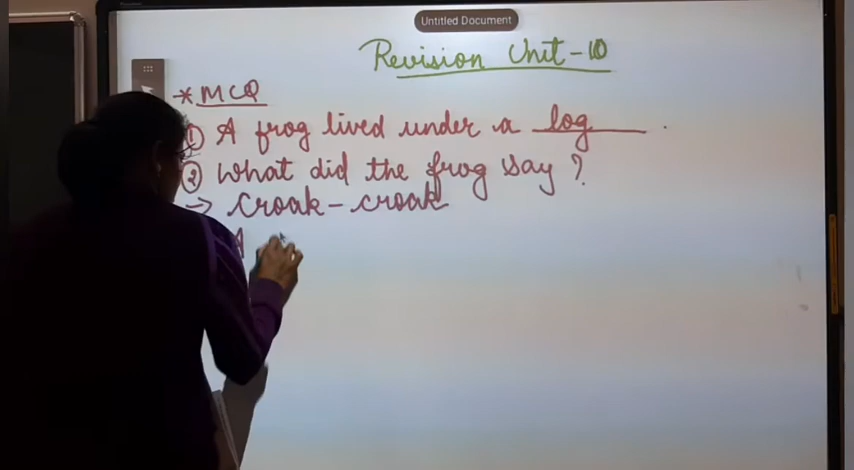 Untitled Document
Revision Unit-10
* MCQ
① A frog lived under a log.
② What did the frog say ?
→ croak-croak
A